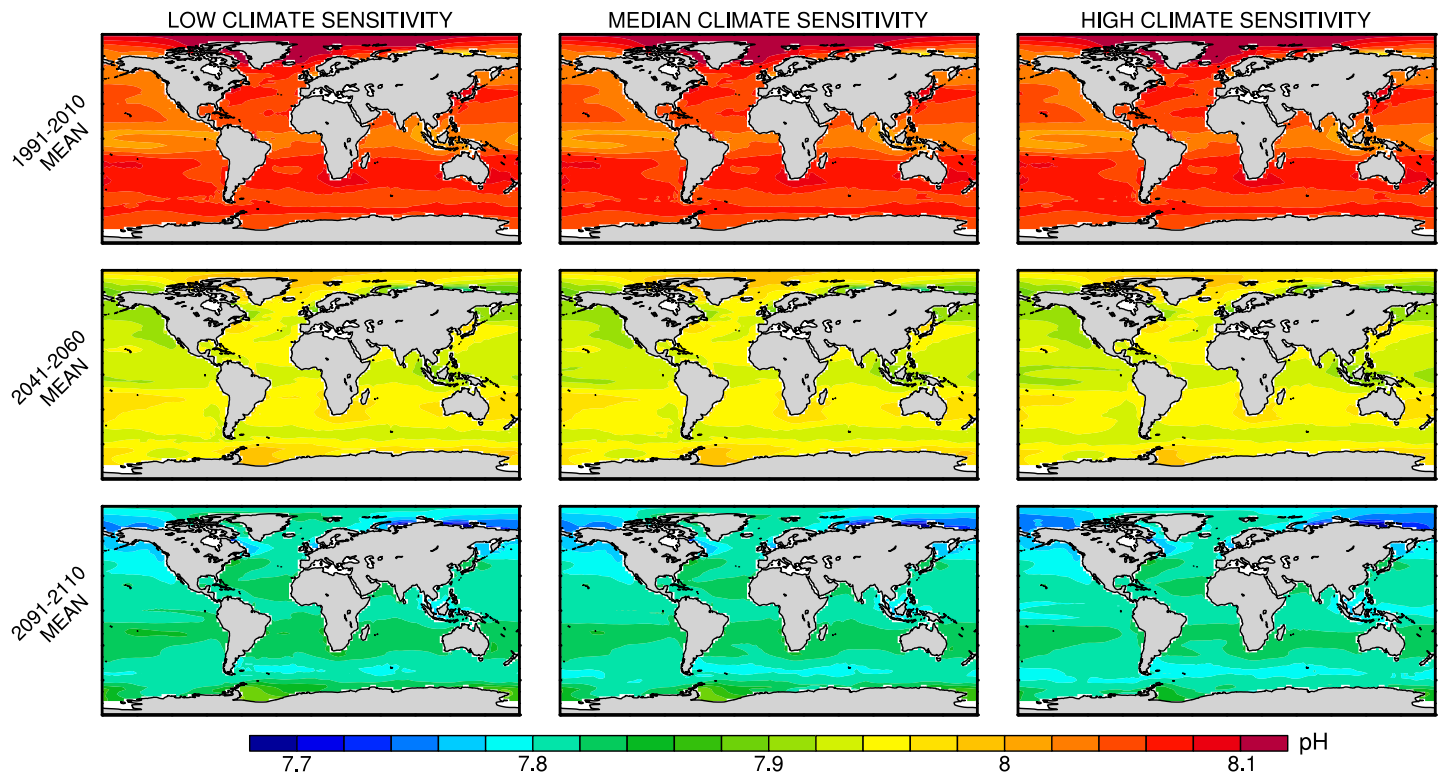 LOW CLIMATE SENSITIVITY
MEDIAN CLIMATE SENSITIVITY
HIGH CLIMATE SENSITIVITY
1991-2010
MEAN
2041-2060
MEAN
2091-2110
MEAN
pH
7.7
7.8
7.9
8
8.1